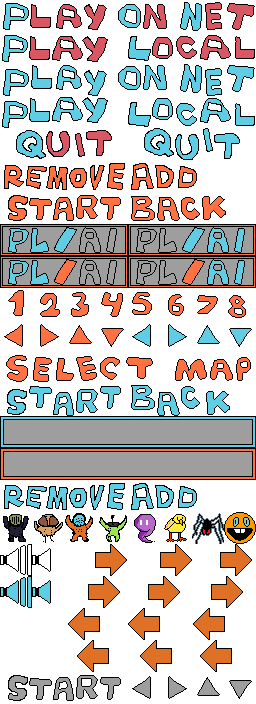 PLAY ON NET
PLAY LOCAL
PLAY ON NET
PLAY LOCAL
QUIT QUIT
REMOVE ADD
START BACK
PL/AI PL/AI
PL/AI PL/AI
1 2 3 4 5 6 7 8
SELECT MAP
START BACK
REMOVE ADD
START